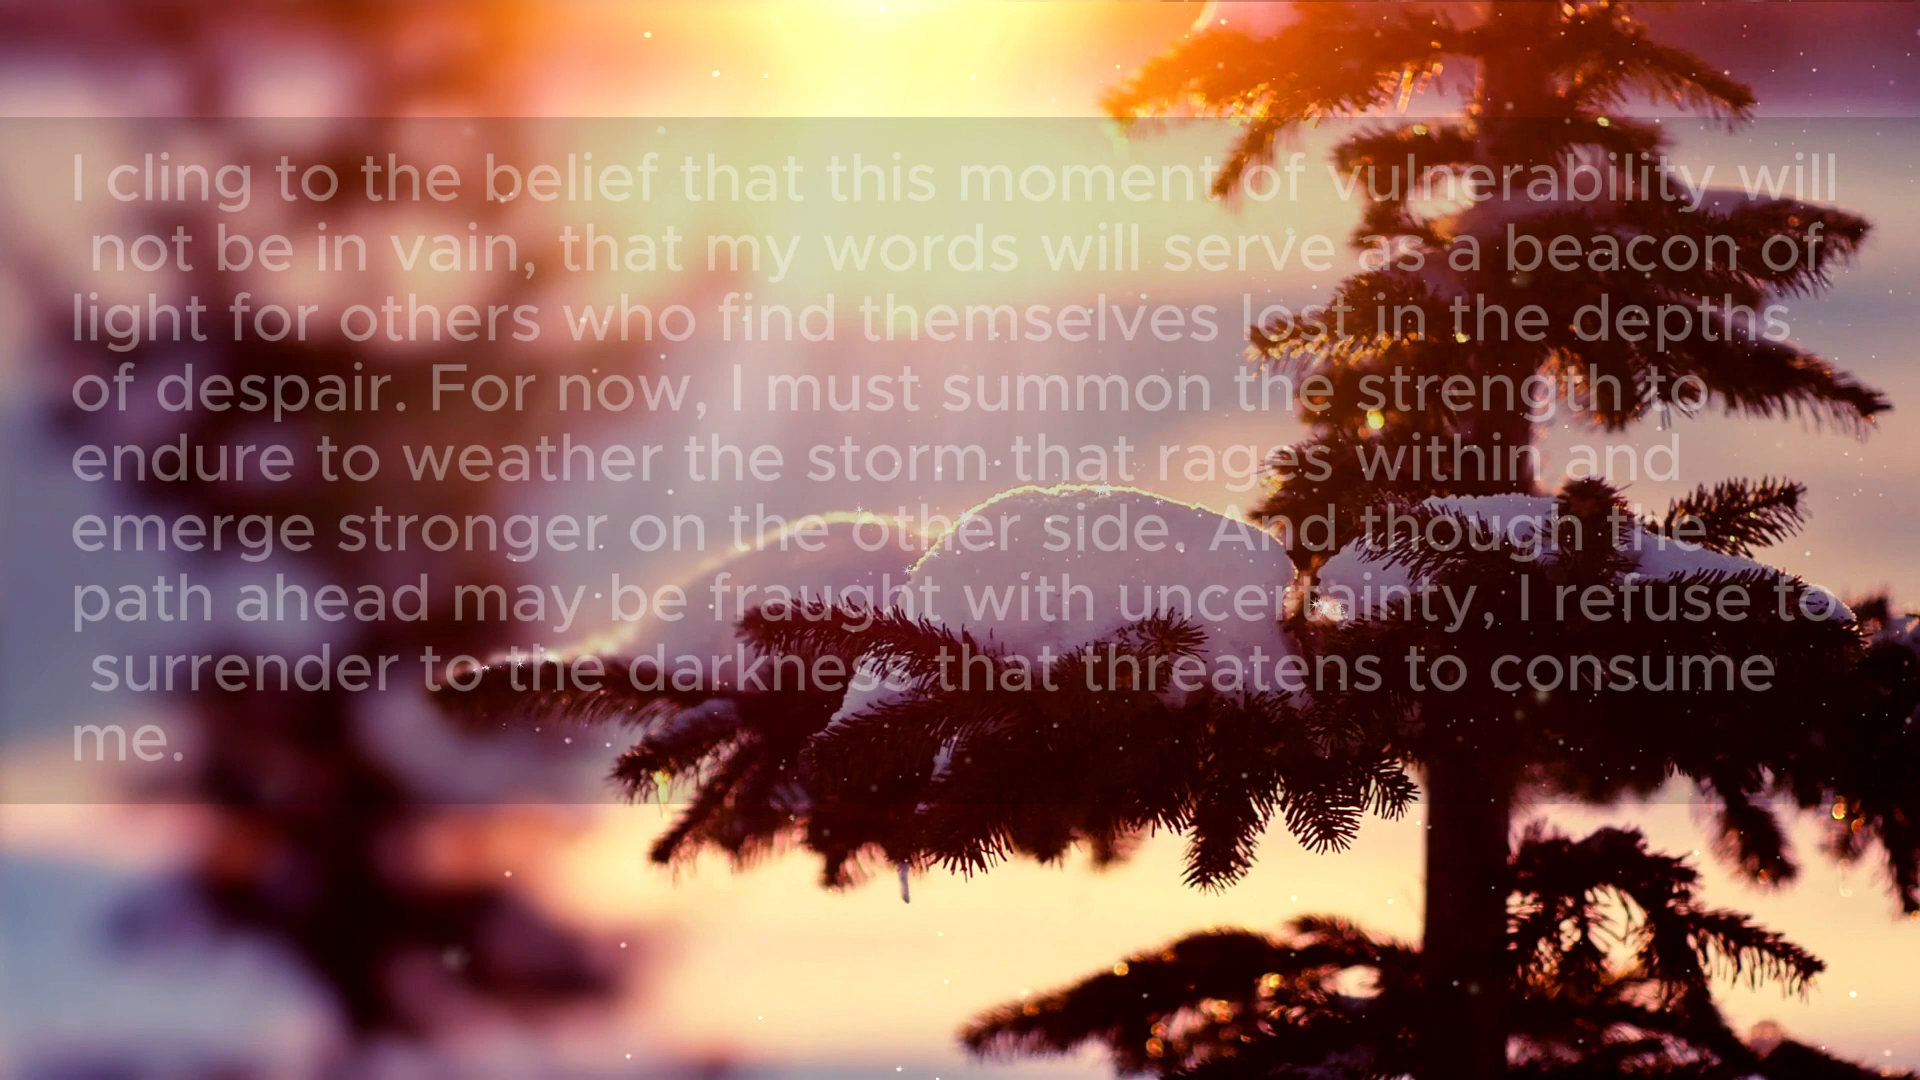 I cling to the belief that this moment of vulnerability will
not be in vain, that my words will serve as a beacon of
light for others who find themselves lost in the depths
of despair. For now, I must summon the strength to
endure to weather the storm that rages within and
emerge stronger on the other side. And though the
path ahead may be fraught with uncertainty, I refuse to
surrender to the darkness that threatens to consume
me.